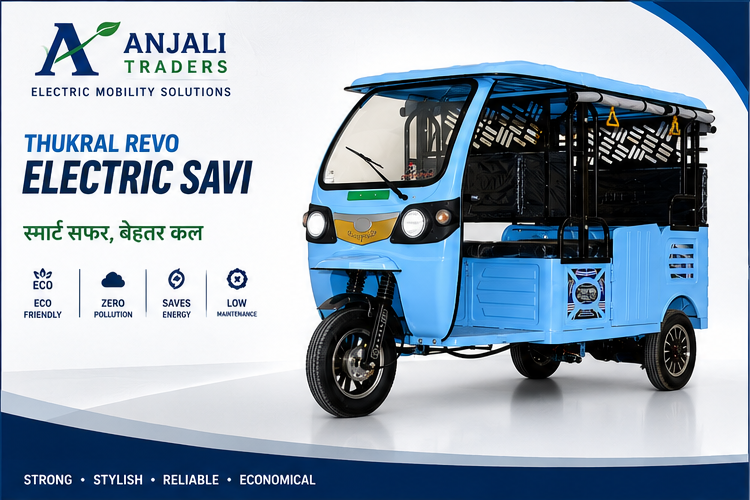 ANJALI
TRADERS
ELECTRIC MOBILITY SOLUTIONS
THUKRAL REVO
ELECTRIC SAVI
स्मार्ट सफर, बेहतर कल
ECO
ECO
FRIENDLY
ZERO
POLLUTION
SAVES
ENERGY
LOW
MAINTENANCE
STRONG • STYLISH • RELIABLE • ECONOMICAL